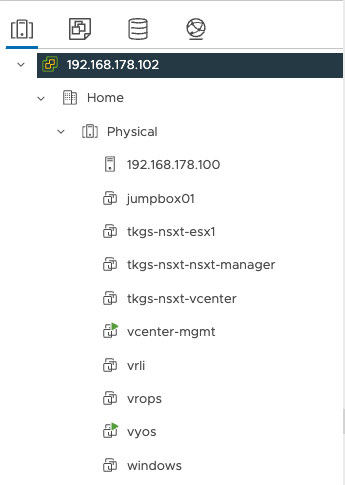 192.168.178.102
Home
Physical
192.168.178.100
jumpbox01
tkgs-nsxt-esx1
tkgs-nsxt-nsxt-manager
tkgs-nsxt-vcenter
vcenter-mgmt
vrli
vrops
vyos
windows